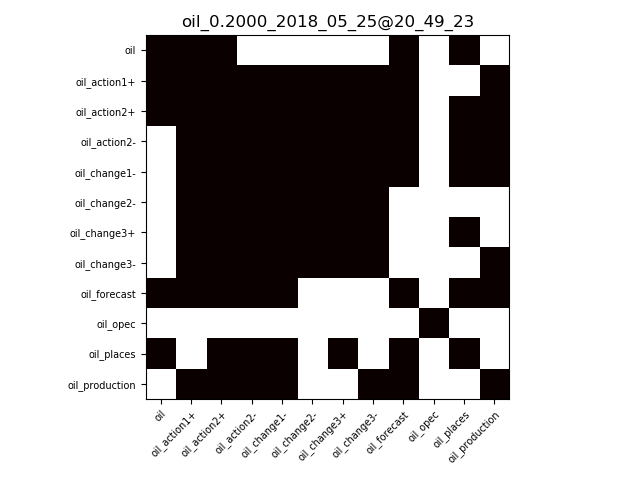 oil_0.2000_2018_05_25@20_49_23
oil
oil_action1+
oil_action2+
oil_action2-
oil_change1-
oil_change2-
oil_change3+
oil_change3-
oil_forecast
oil_opec
oil_places
oil_production
oil
oil_action1+
oil_action2+
oil_action2-
oil_change1-
oil_change2-
oil_change3+
oil_change3-
oil_forecast
oil_opec
oil_places
oil_production